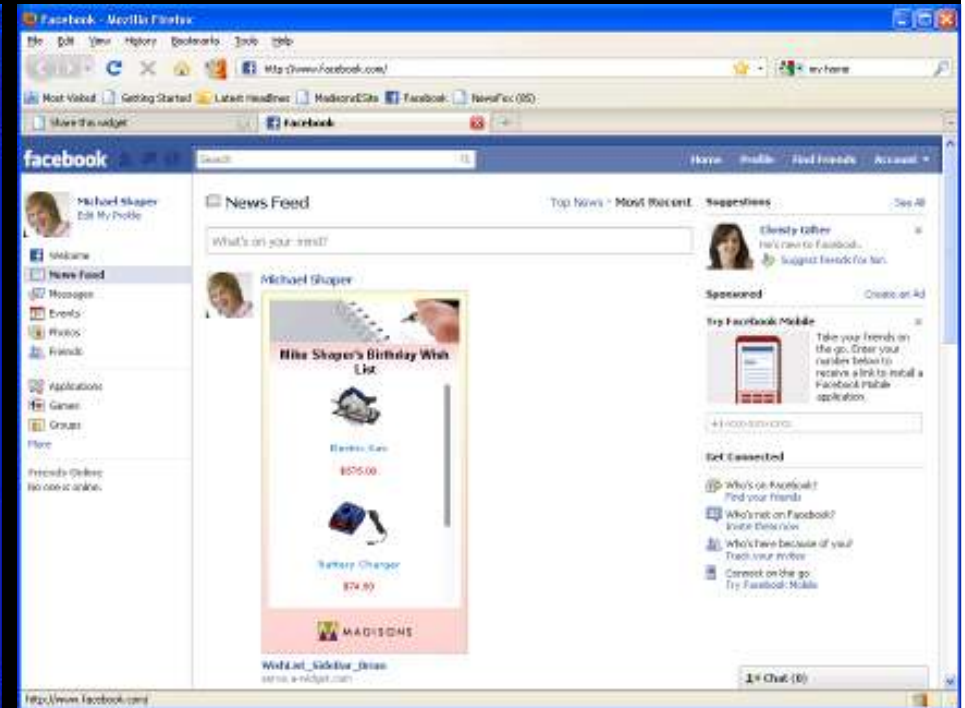 Facebook - Mozilla Firefox
File Edit View History Bookmarks Tools Help
http://www.facebook.com/
my home
Most Visited Getting Started Latest Headlines MadisonsESite Facebook NewsFox (85)
Share this widget Facebook
facebook Search Home Profile Find Friends Account
Michael Shaper
Edit My Profile
Welcome
News Feed
Messages
Events
Photos
Friends
Applications
Games
Groups
More
Friends Online
No one is online.
News Feed Top News · Most Recent
What's on your mind?
Michael Shaper
Mike Shaper's Birthday Wish
List
Electric Saw
Battery Charger
MADISONS
Suggestions See All
He's new to Facebook.
Suggest friends for him.
Sponsored Create an Ad
Try Facebook Mobile
Take your friends on
the go. Enter your
number below to
receive a link to install a
Facebook Mobile
application.
Get Connected
Who's on Facebook?
Find your friends
Who's not on Facebook?
Invite them now
Who's here because of you?
Track your invites
Connect on the go
Try Facebook Mobile
Chat (0)
http://www.facebook.com/